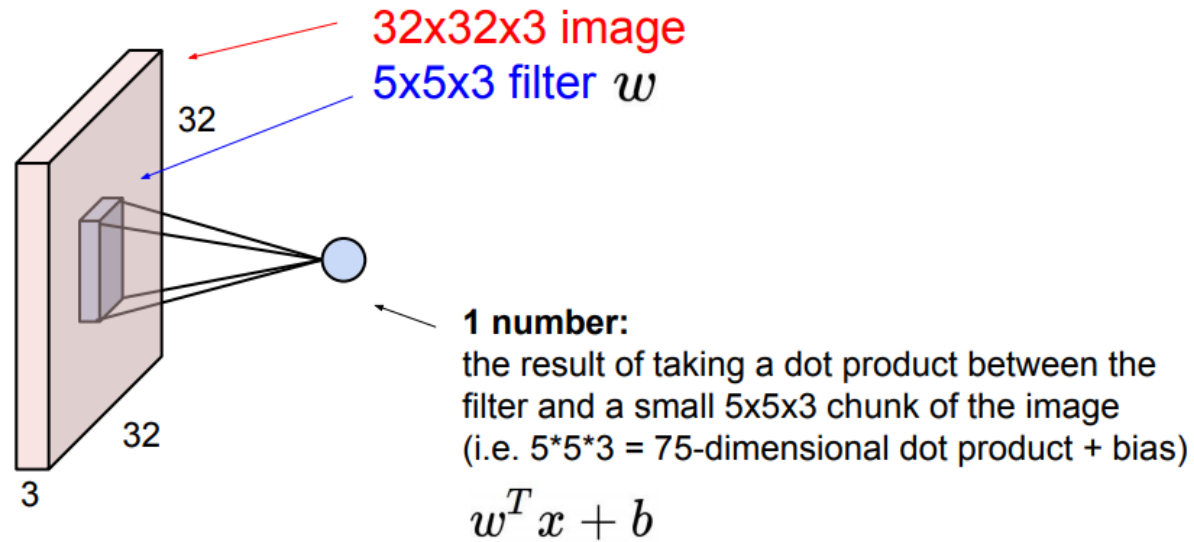 32x32x3 image
5x5x3 filter w
32
32
3
1 number:
the result of taking a dot product between the
filter and a small 5x5x3 chunk of the image
(i.e. 5*5*3 = 75-dimensional dot product + bias)
w^T x + b